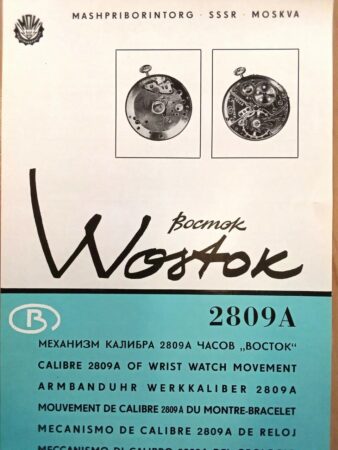 MASHPRIBORINTORG · SSSR · MOSKVA
Восток
Wostok
В
2809А
МЕХАНИЗМ КАЛИБРА 2809А ЧАСОВ „ВОСТОК“
CALIBRE 2809A OF WRIST WATCH MOVEMENT
ARMBANDUHR WERKKALIBER 2809A
MOUVEMENT DE CALIBRE 2809A DU MONTRE-BRACELET
MECANISMO DE CALIBRE 2809A DE RELOJ